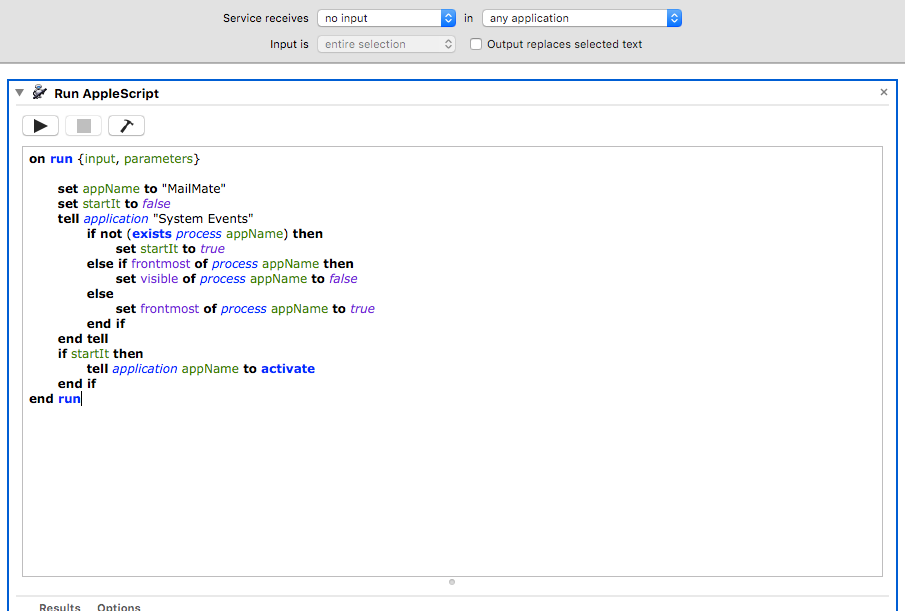 Service receives no input in any application
Input is entire selection Output replaces selected text
Run AppleScript
on run {input, parameters}
set appName to "MailMate"
set startIt to false
tell application "System Events"
if not (exists process appName) then
set startIt to true
else if frontmost of process appName then
set visible of process appName to false
else
set frontmost of process appName to true
end if
end tell
if startIt then
tell application appName to activate
end if
end run
Results Options